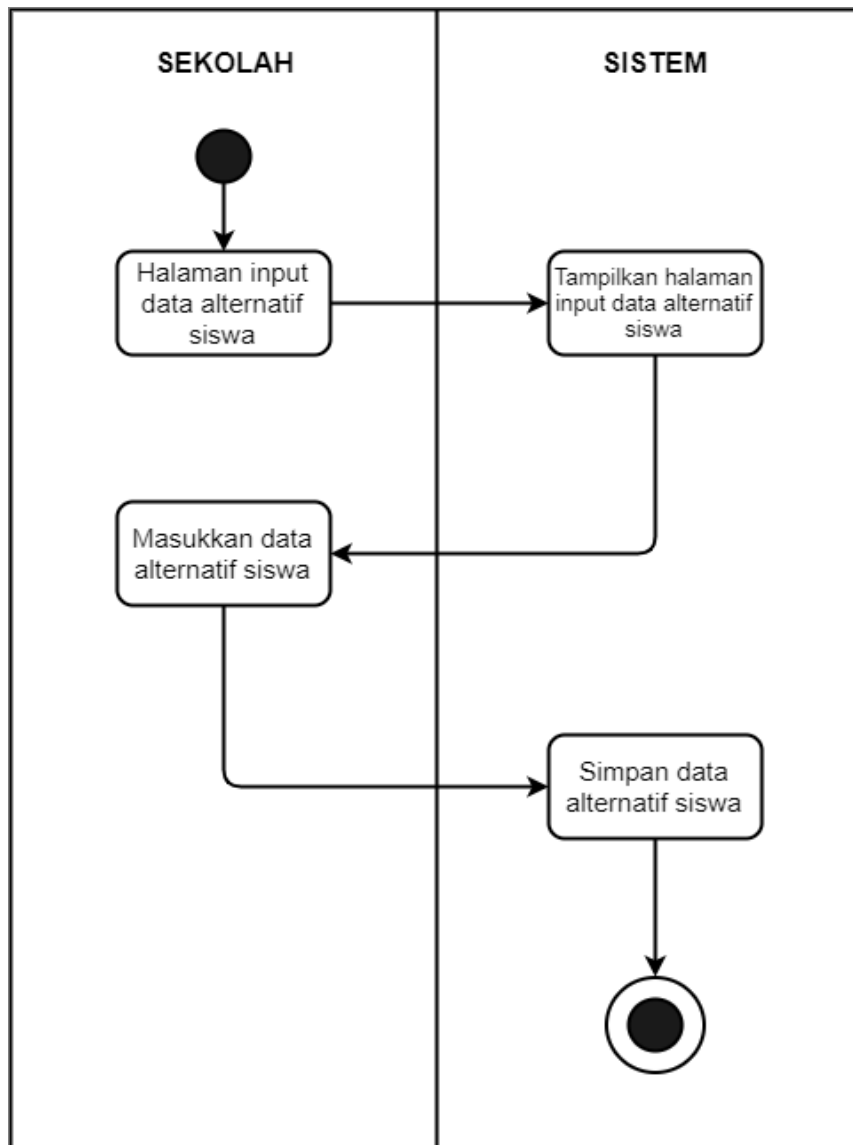 SEKOLAH
SISTEM
Halaman input
data alternatif
siswa
Tampilkan halaman
input data alternatif
siswa
Masukkan data
alternatif siswa
Simpan data
alternatif siswa